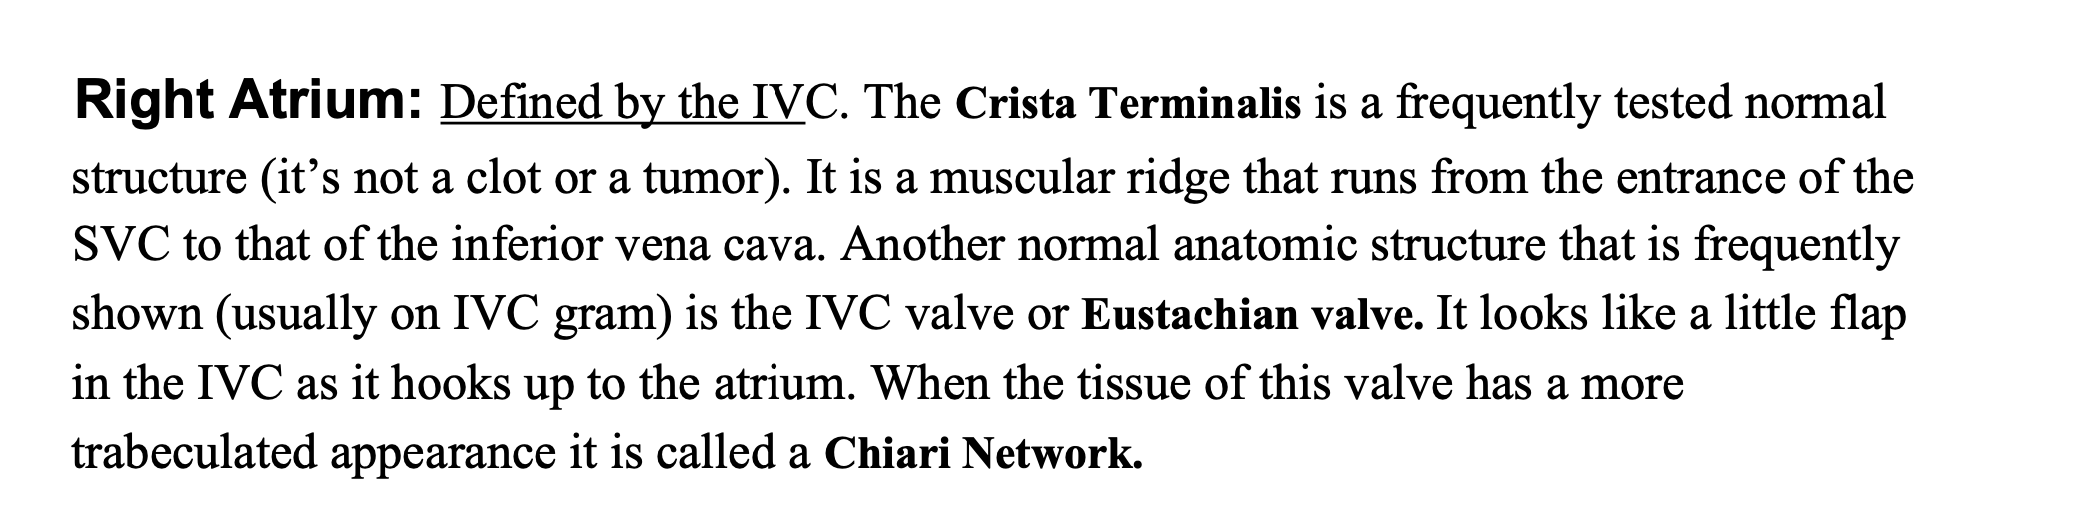 Right Atrium: Defined by the IVC. The Crista Terminalis is a frequently tested normal
structure (it’s not a clot or a tumor). It is a muscular ridge that runs from the entrance of the
SVC to that of the inferior vena cava. Another normal anatomic structure that is frequently
shown (usually on IVC gram) is the IVC valve or Eustachian valve. It looks like a little flap
in the IVC as it hooks up to the atrium. When the tissue of this valve has a more
trabeculated appearance it is called a Chiari Network.